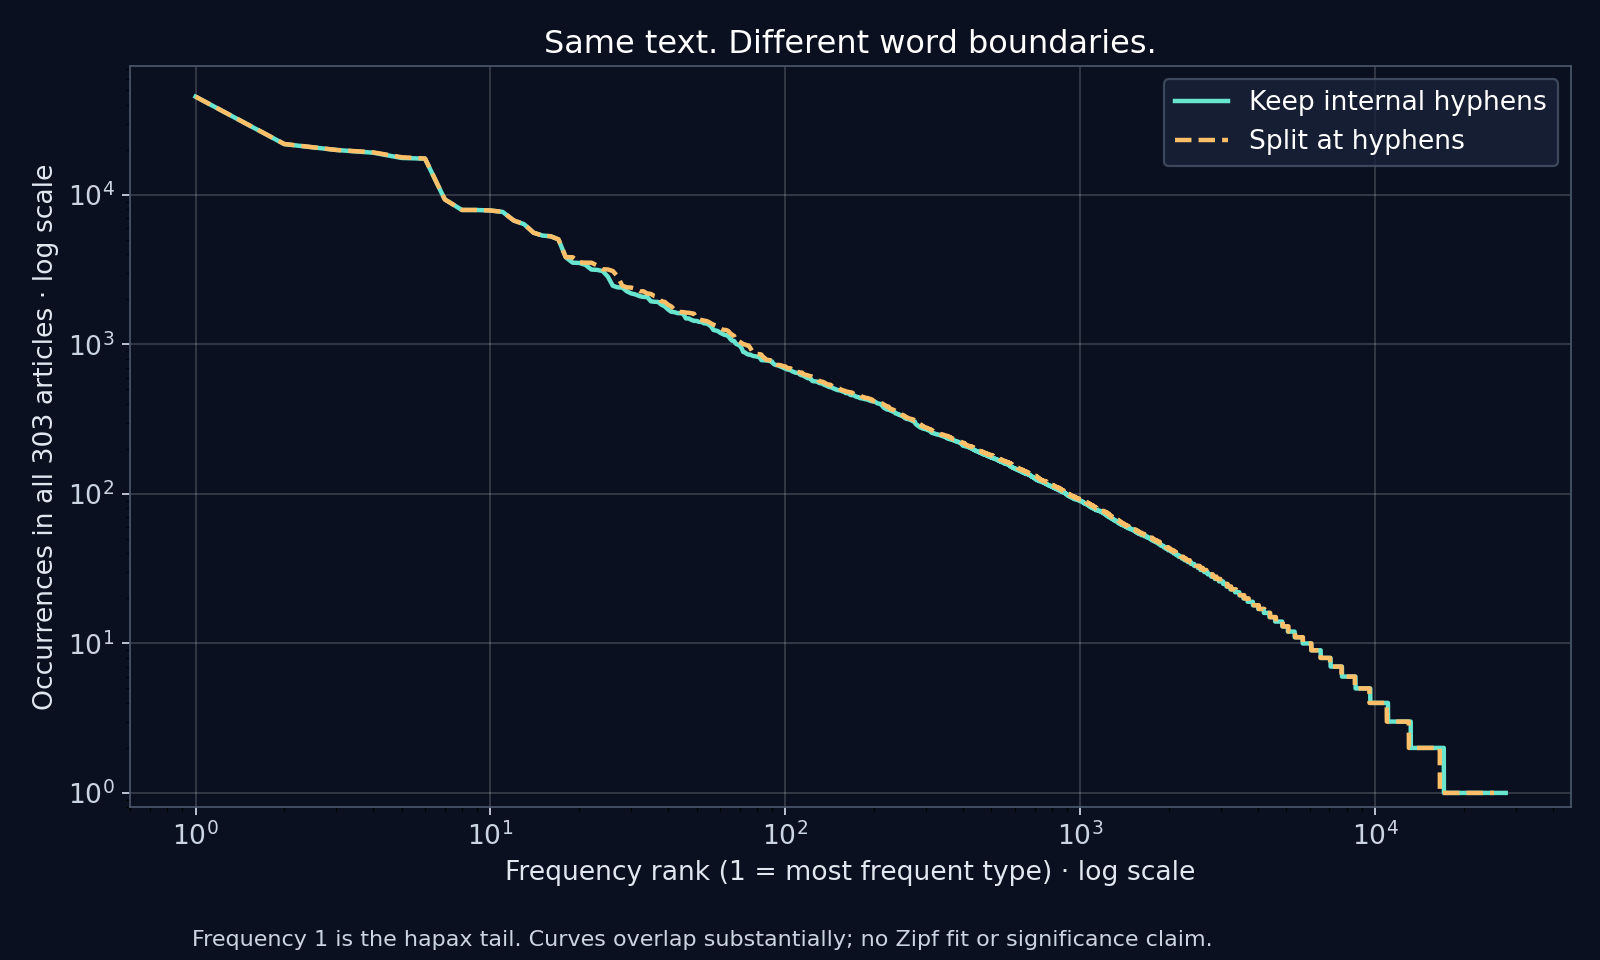 Same text. Different word boundaries.
Keep internal hyphens
Split at hyphens
Occurrences in all 303 articles · log scale
10⁴
10³
10²
10¹
10⁰
10⁰ 10¹ 10² 10³ 10⁴
Frequency rank (1 = most frequent type) · log scale
Frequency 1 is the hapax tail. Curves overlap substantially; no Zipf fit or significance claim.